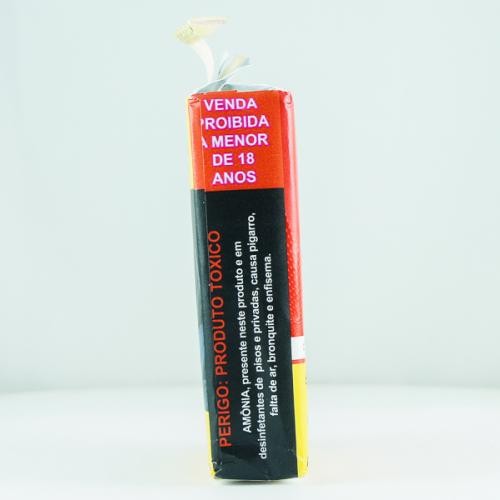 VENDA
PROIBIDA
A MENOR
DE 18
ANOS
PERIGO: PRODUTO TOXICO
AMÔNIA, presente neste produto e em
desinfetantes de pisos e privadas, causa pigarro,
falta de ar, bronquite e enfisema.